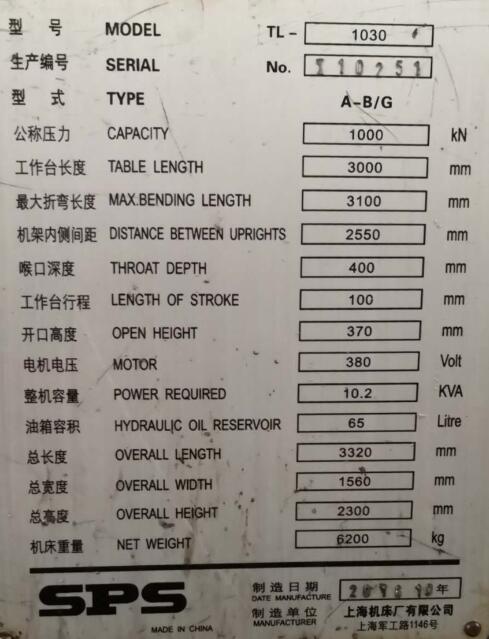 型 号 MODEL TL- 1030
生产编号 SERIAL No. 110251
型 式 TYPE A-B/G
公称压力 CAPACITY 1000 kN
工作台长度 TABLE LENGTH 3000 mm
最大折弯长度 MAX.BENDING LENGTH 3100 mm
机架内侧间距 DISTANCE BETWEEN UPRIGHTS 2550 mm
喉口深度 THROAT DEPTH 400 mm
工作台行程 LENGTH OF STROKE 100 mm
开口高度 OPEN HEIGHT 370 mm
电机电压 MOTOR 380 Volt
整机容量 POWER REQUIRED 10.2 KVA
油箱容积 HYDRAULIC OIL RESERVOIR 65 Litre
总长度 OVERALL LENGTH 3320 mm
总宽度 OVERALL WIDTH 1560 mm
总高度 OVERALL HEIGHT 2300 mm
机床重量 NET WEIGHT 6200 kg
SPS
MADE IN CHINA
制造日期 年
DATE MANUFACTURE
制造单位 上海机床厂有限公司
MANUFACTURER 上海军工路1146号